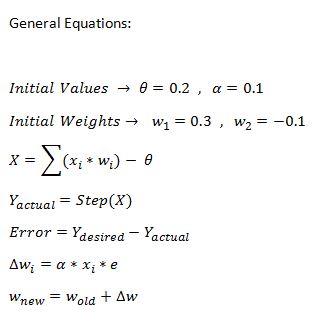 General Equations:
Initial Values → θ = 0.2 , α = 0.1
Initial Weights → w₁ = 0.3 , w₂ = −0.1
X = ∑(xᵢ * wᵢ) − θ
Y_actual = Step(X)
Error = Y_desired − Y_actual
Δwᵢ = α * xᵢ * e
w_new = w_old + Δw